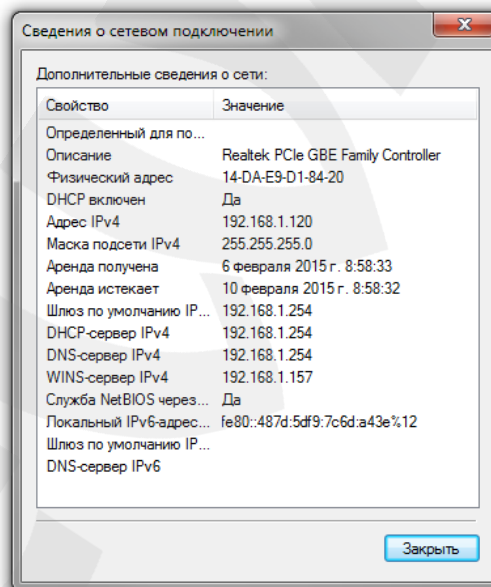 Сведения о сетевом подключении
Дополнительные сведения о сети:
Свойство Значение
Определенный для по...
Описание Realtek PCIe GBE Family Controller
Физический адрес 14-DA-E9-D1-84-20
DHCP включен Да
Адрес IPv4 192.168.1.120
Маска подсети IPv4 255.255.255.0
Аренда получена 6 февраля 2015 г. 8:58:33
Аренда истекает 10 февраля 2015 г. 8:58:32
Шлюз по умолчанию IP... 192.168.1.254
DHCP-сервер IPv4 192.168.1.254
DNS-сервер IPv4 192.168.1.254
WINS-сервер IPv4 192.168.1.157
Служба NetBIOS через... Да
Локальный IPv6-адрес... fe80::487d:5df9:7c6d:a43e%12
Шлюз по умолчанию IP...
DNS-сервер IPv6
Закрыть